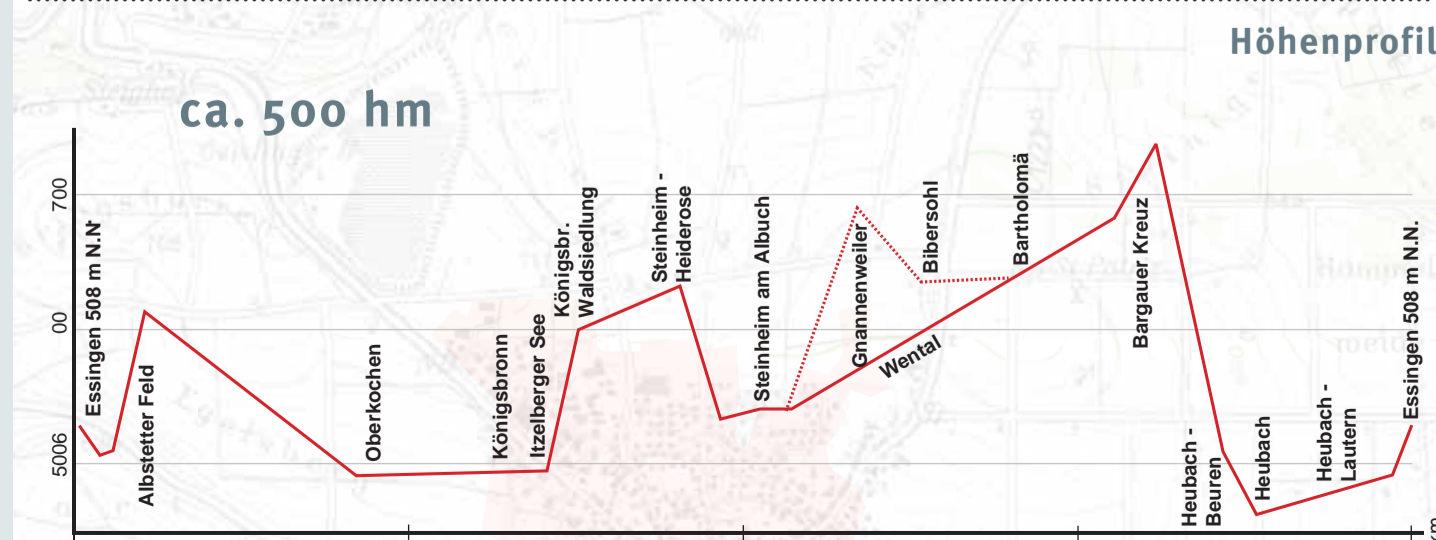 Höhenprofil
ca. 500 hm
700
00
5006
Essingen 508 m N.N.
Albstetter Feld
Oberkochen
Königsbronn
Itzelberger See
Königsbr.
Waldsiedlung
Steinheim -
Heiderose
Steinheim am Albuch
Gnannenweiler
Wental
Bibersohl
Bartholomä
Bargauer Kreuz
Heubach -
Beuren
Heubach
Heubach -
Lautern
Essingen 508 m N.N.
km